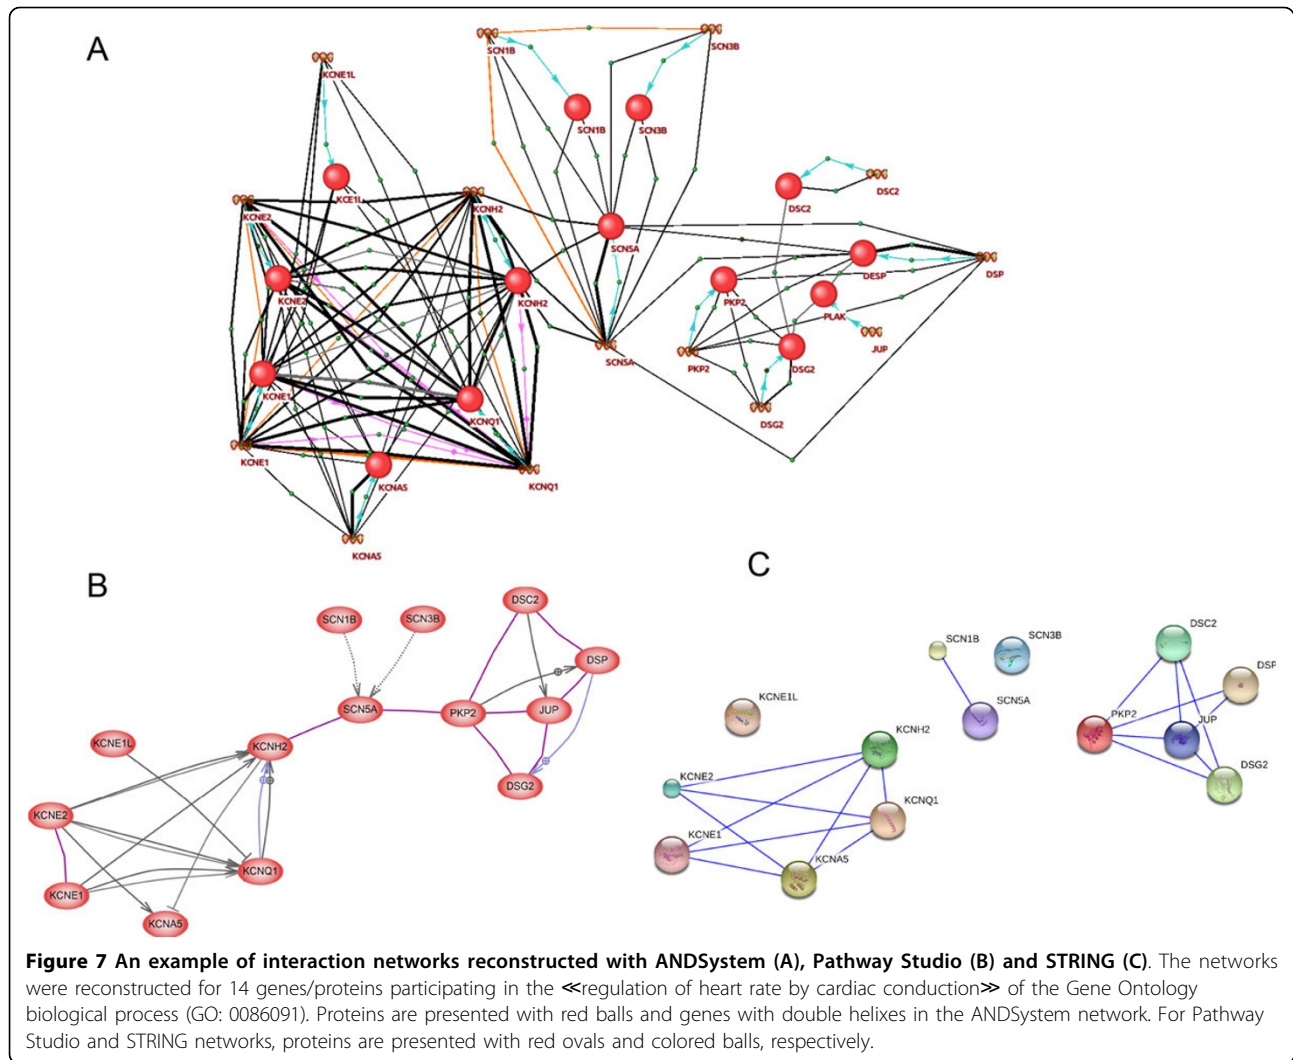 A
SCN1B
SCN3B
KCNE1L
SCN1B
SCN3B
KCE1L
DSC2
DSC2
KCNE2
KCNH2
SCN5A
DESP
DSP
KCNE2
KCNH2
PKP2
PLAK
JUP
SCN5A
PKP2
DSG2
KCNE1
KCNQ1
DSG2
KCNE1
KCNA5
KCNQ1
KCNA5
B
SCN1B
SCN3B
DSC2
DSP
SCN5A
PKP2
JUP
KCNE1L
KCNH2
DSG2
KCNE2
KCNQ1
KCNE1
KCNA5
C
SCN1B
SCN3B
DSC2
DSP
KCNE1L
SCN5A
PKP2
JUP
KCNH2
DSG2
KCNE2
KCNQ1
KCNE1
KCNA5
Figure 7 An example of interaction networks reconstructed with ANDSystem (A), Pathway Studio (B) and STRING (C). The networks
were reconstructed for 14 genes/proteins participating in the ≪regulation of heart rate by cardiac conduction≫ of the Gene Ontology
biological process (GO: 0086091). Proteins are presented with red balls and genes with double helixes in the ANDSystem network. For Pathway
Studio and STRING networks, proteins are presented with red ovals and colored balls, respectively.